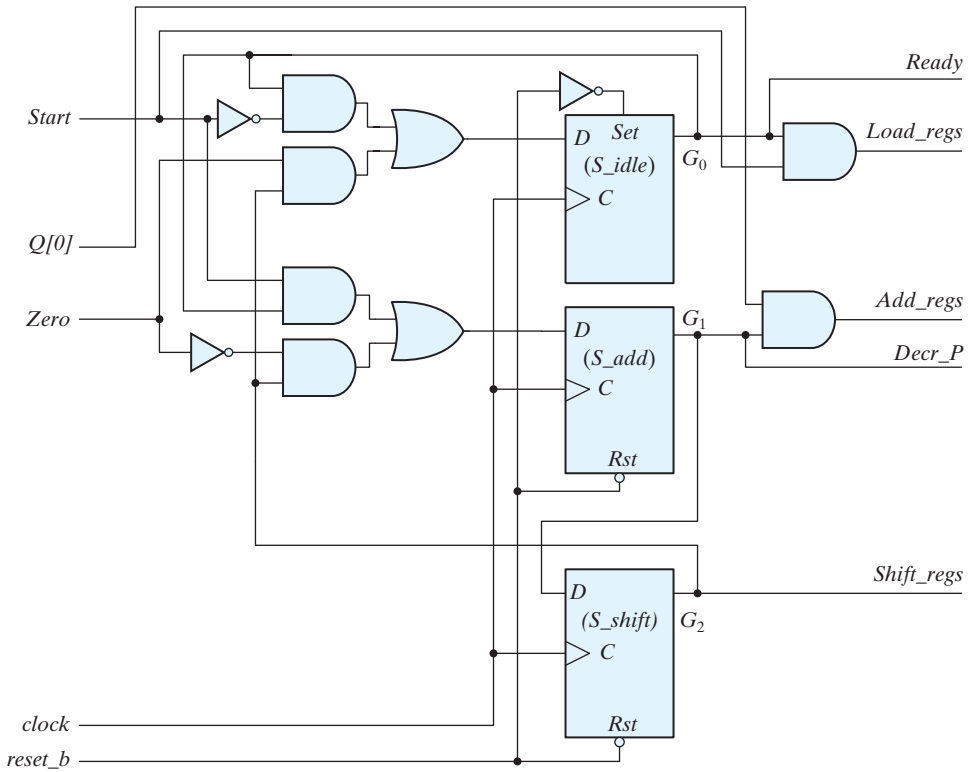 Ready
Start
Set
Load_regs
D
G0
(S_idle)
C
Q[0]
Add_regs
Zero
G1
D
(S_add)
Decr_P
C
Rst
Shift_regs
D
(S_shift)
G2
C
clock
Rst
reset_b